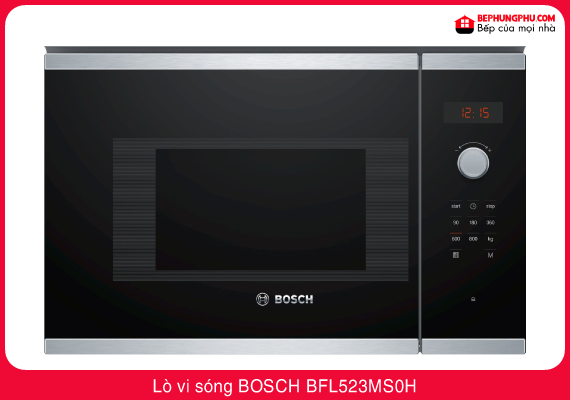 BEPHUNGPHU.COM
Bếp của mọi nhà
12:15
- +
start stop
90 180 360
600 800 kg
M
BOSCH
Lò vi sóng BOSCH BFL523MS0H